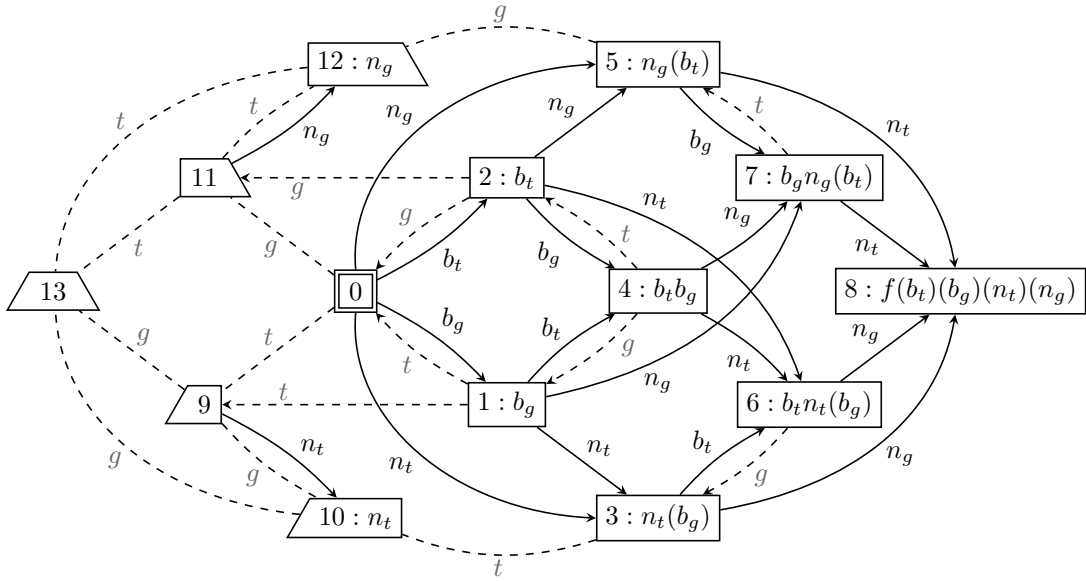 g
12 : n_g
5 : n_g(b_t)
t
n_g
n_g
n_t
t
t
n_g
b_g
11
2 : b_t
7 : b_g n_g(b_t)
g
n_t
n_g
g
t
g
b_t
b_g
t
n_t
13
0
4 : b_t b_g
8 : f(b_t)(b_g)(n_t)(n_g)
b_g
b_t
g
n_g
g
t
t
n_t
n_g
9
t
1 : b_g
6 : b_t n_t(b_g)
n_t
n_t
b_t
g
g
n_t
g
n_g
10 : n_t
3 : n_t(b_g)
t